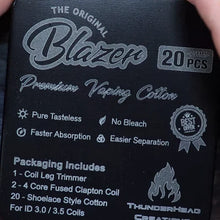 THE ORIGINAL
Blazer
20 PCS
Premium Vaping Cotton
Pure Tasteless
No Bleach
Faster Absorption
Easier Separation
BEST
Packaging Includes
1 - Coil Leg Trimmer
2 - 4 Core Fused Clapton Coil
20 - Shoelace Style Cotton
For ID 3.0 / 3.5 Coils
ThunderHead
Creations